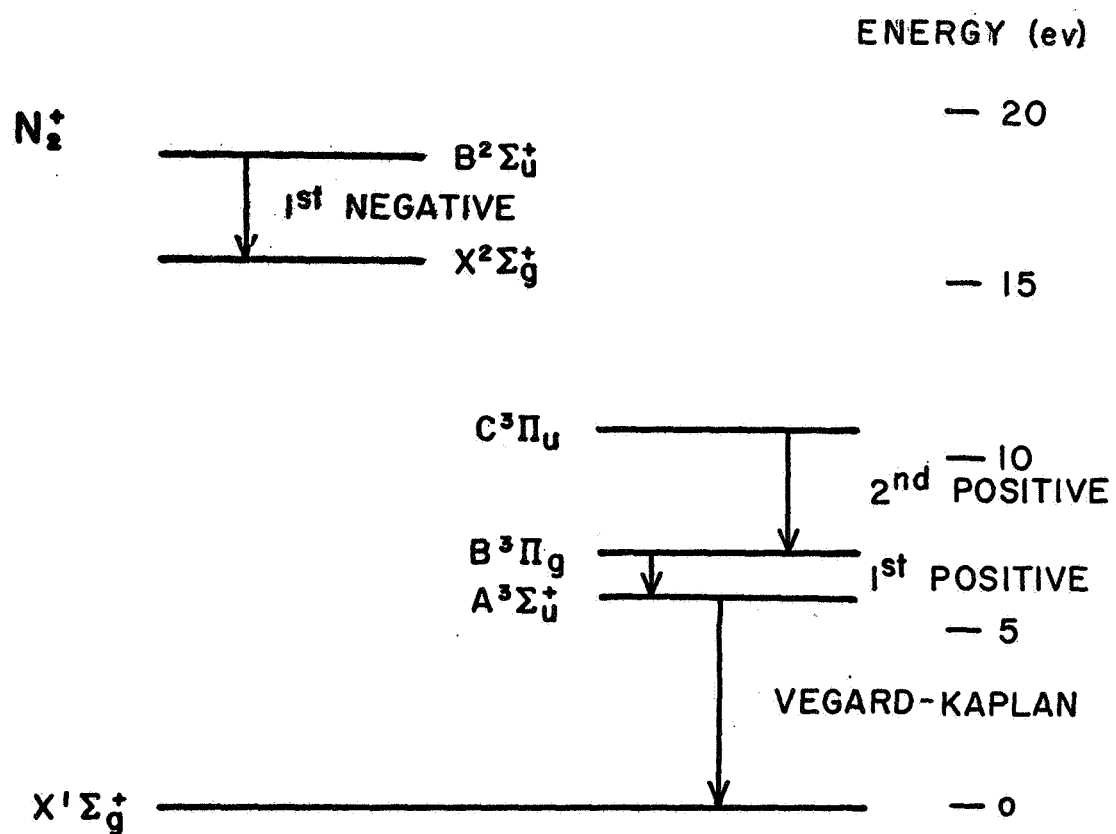 ENERGY (ev)
20
N₂⁺
B²Σᵤ⁺
1st NEGATIVE
X²Σg⁺
15
C³Πᵤ
10
2nd POSITIVE
B³Πg
1st POSITIVE
A³Σᵤ⁺
5
VEGARD-KAPLAN
X¹Σg⁺
0